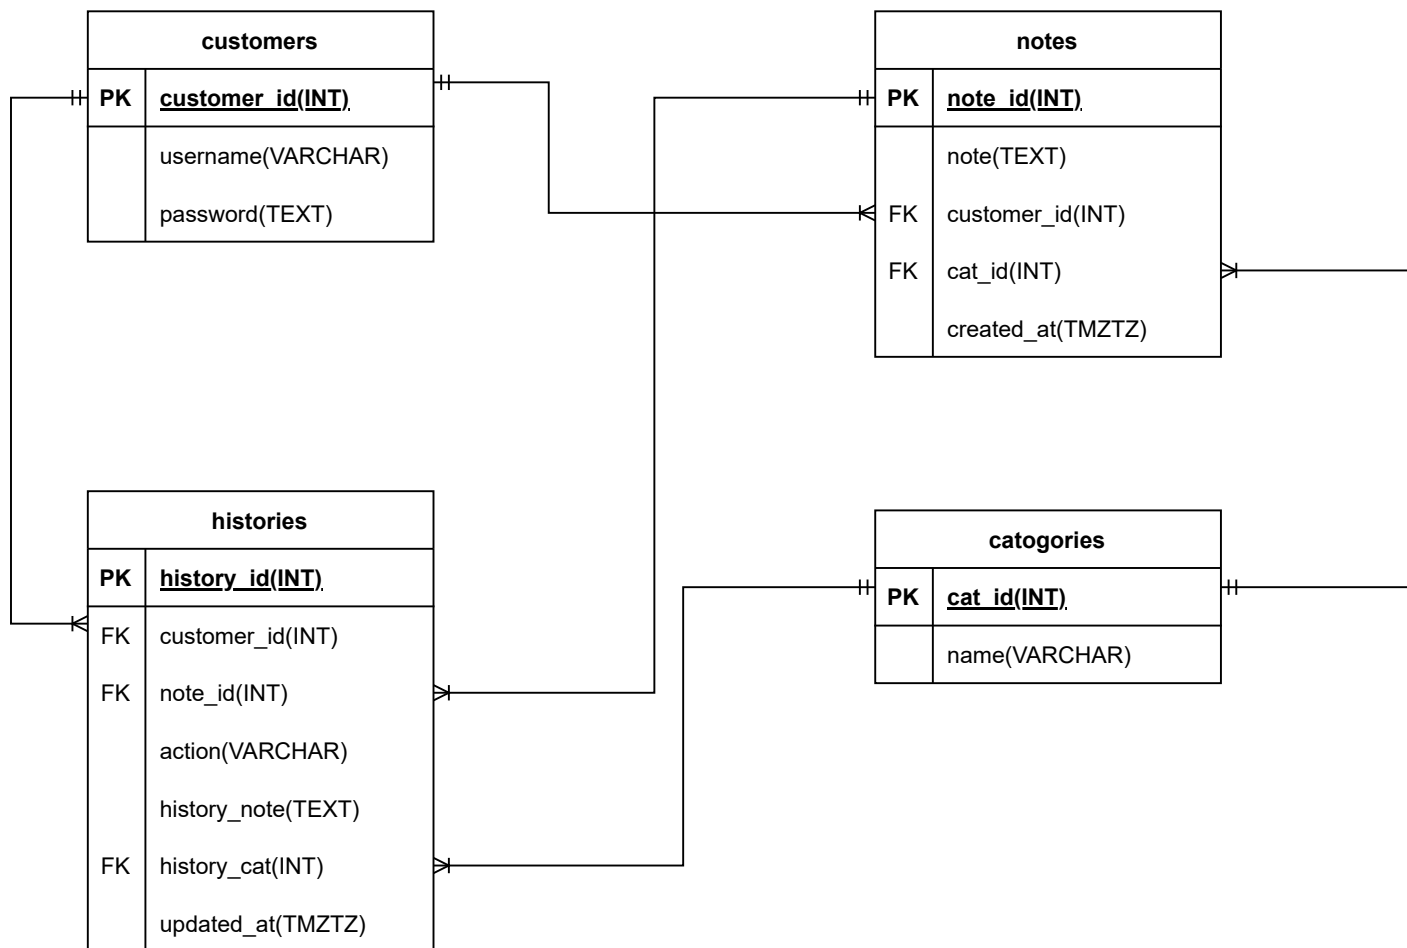 customers
PK customer_id(INT)
username(VARCHAR)
password(TEXT)
notes
PK note_id(INT)
note(TEXT)
FK customer_id(INT)
FK cat_id(INT)
created_at(TMZTZ)
histories
PK history_id(INT)
FK customer_id(INT)
FK note_id(INT)
action(VARCHAR)
history_note(TEXT)
FK history_cat(INT)
updated_at(TMZTZ)
catogories
PK cat_id(INT)
name(VARCHAR)